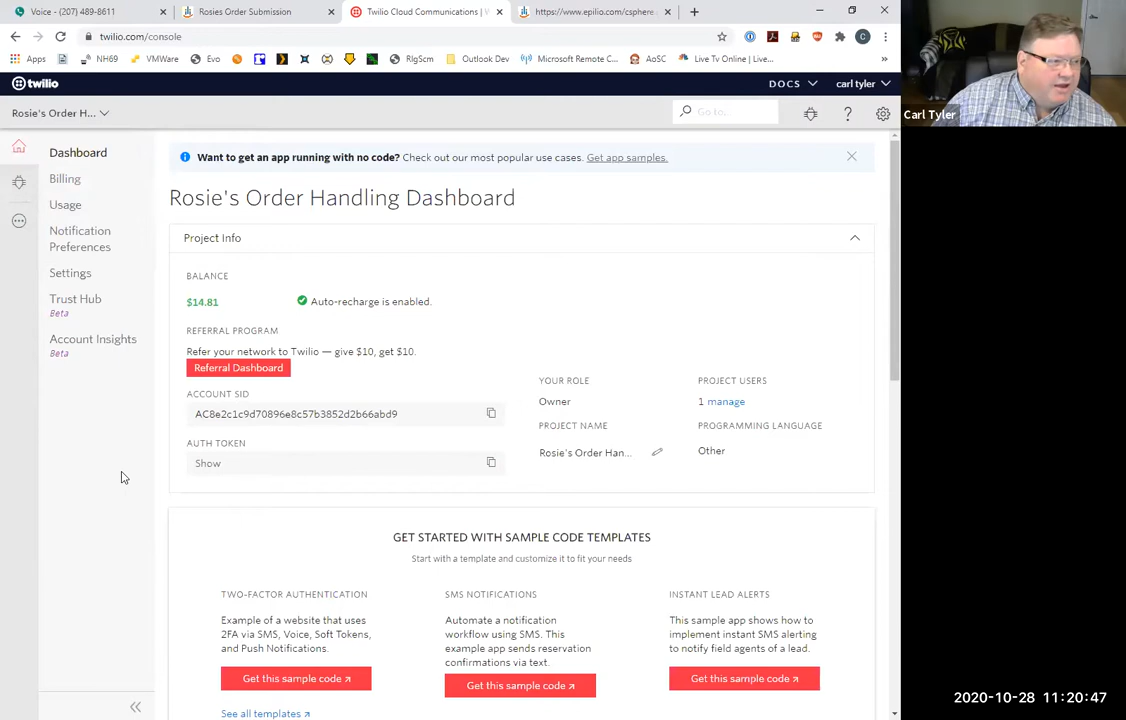 Voice - (207) 489-8611
Rosies Order Submission
Twilio Cloud Communications |
https://www.epilio.com/csphere
twilio.com/console
Apps
NH69
VMWare
Evo
RlgScm
Outlook Dev
Microsoft Remote C...
AoSC
Live Tv Online | Live...
twilio
DOCS
carl tyler
Rosie's Order H...
Go to...
Carl Tyler
Dashboard
Billing
Usage
Notification
Preferences
Settings
Trust Hub
Beta
Account Insights
Beta
Want to get an app running with no code? Check out our most popular use cases. Get app samples.
Rosie's Order Handling Dashboard
Project Info
BALANCE
$14.81
Auto-recharge is enabled.
REFERRAL PROGRAM
Refer your network to Twilio — give $10, get $10.
Referral Dashboard
ACCOUNT SID
AC8e2c1c9d70896e8c57b3852d2b66abd9
AUTH TOKEN
Show
YOUR ROLE
Owner
PROJECT USERS
1 manage
PROJECT NAME
Rosie's Order Han...
PROGRAMMING LANGUAGE
Other
GET STARTED WITH SAMPLE CODE TEMPLATES
Start with a template and customize it to fit your needs
TWO-FACTOR AUTHENTICATION
Example of a website that uses
2FA via SMS, Voice, Soft Tokens,
and Push Notifications.
Get this sample code
SMS NOTIFICATIONS
Automate a notification
workflow using SMS. This
example app sends reservation
confirmations via text.
Get this sample code
INSTANT LEAD ALERTS
This sample app shows how to
implement instant SMS alerting
to notify field agents of a lead.
Get this sample code
See all templates
2020-10-28 11:20:47